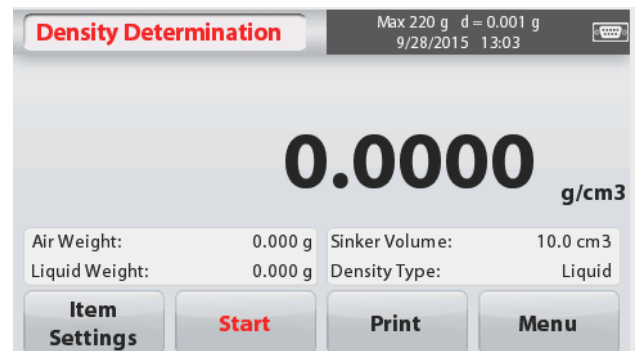 Density Determination
Max 220 g d = 0.001 g
9/28/2015 13:03
0.0000
g/cm3
Air Weight: 0.000 g Sinker Volume: 10.0 cm3
Liquid Weight: 0.000 g Density Type: Liquid
Item
Settings
Start
Print
Menu